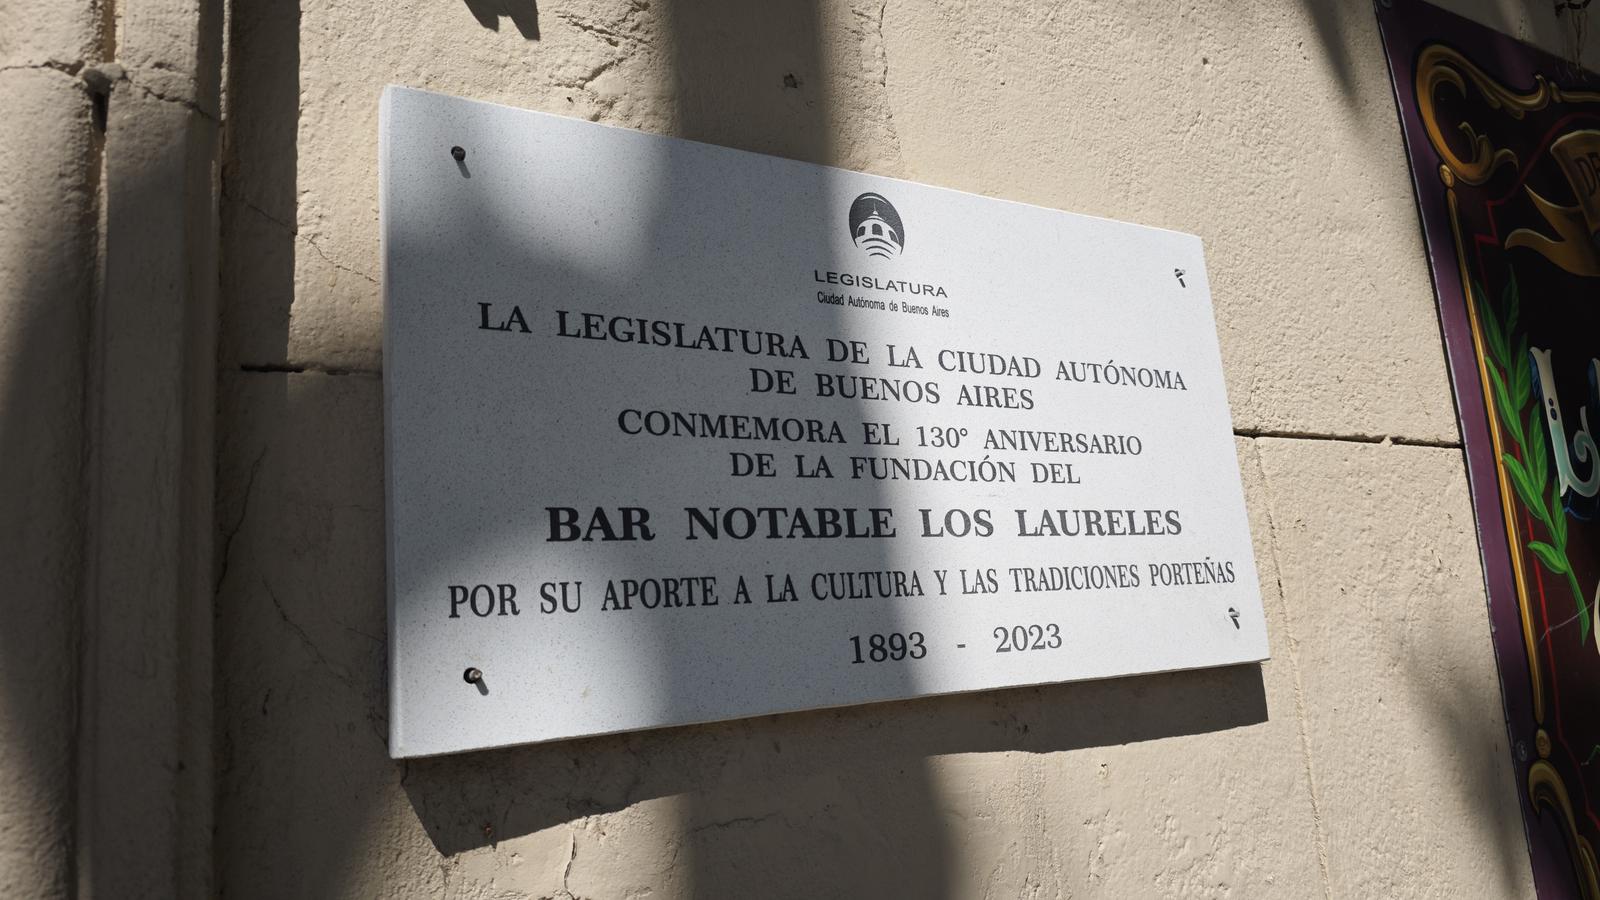 LEGISLATURA
Ciudad Autónoma de Buenos Aires
LA LEGISLATURA DE LA CIUDAD AUTÓNOMA
DE BUENOS AIRES
CONMEMORA EL 130° ANIVERSARIO
DE LA FUNDACIÓN DEL
BAR NOTABLE LOS LAURELES
POR SU APORTE A LA CULTURA Y LAS TRADICIONES PORTEÑAS
1893 - 2023